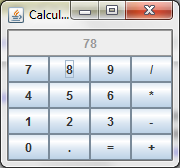 Calcul...
78
7 8 9 /
4 5 6 *
1 2 3 -
0 . = +